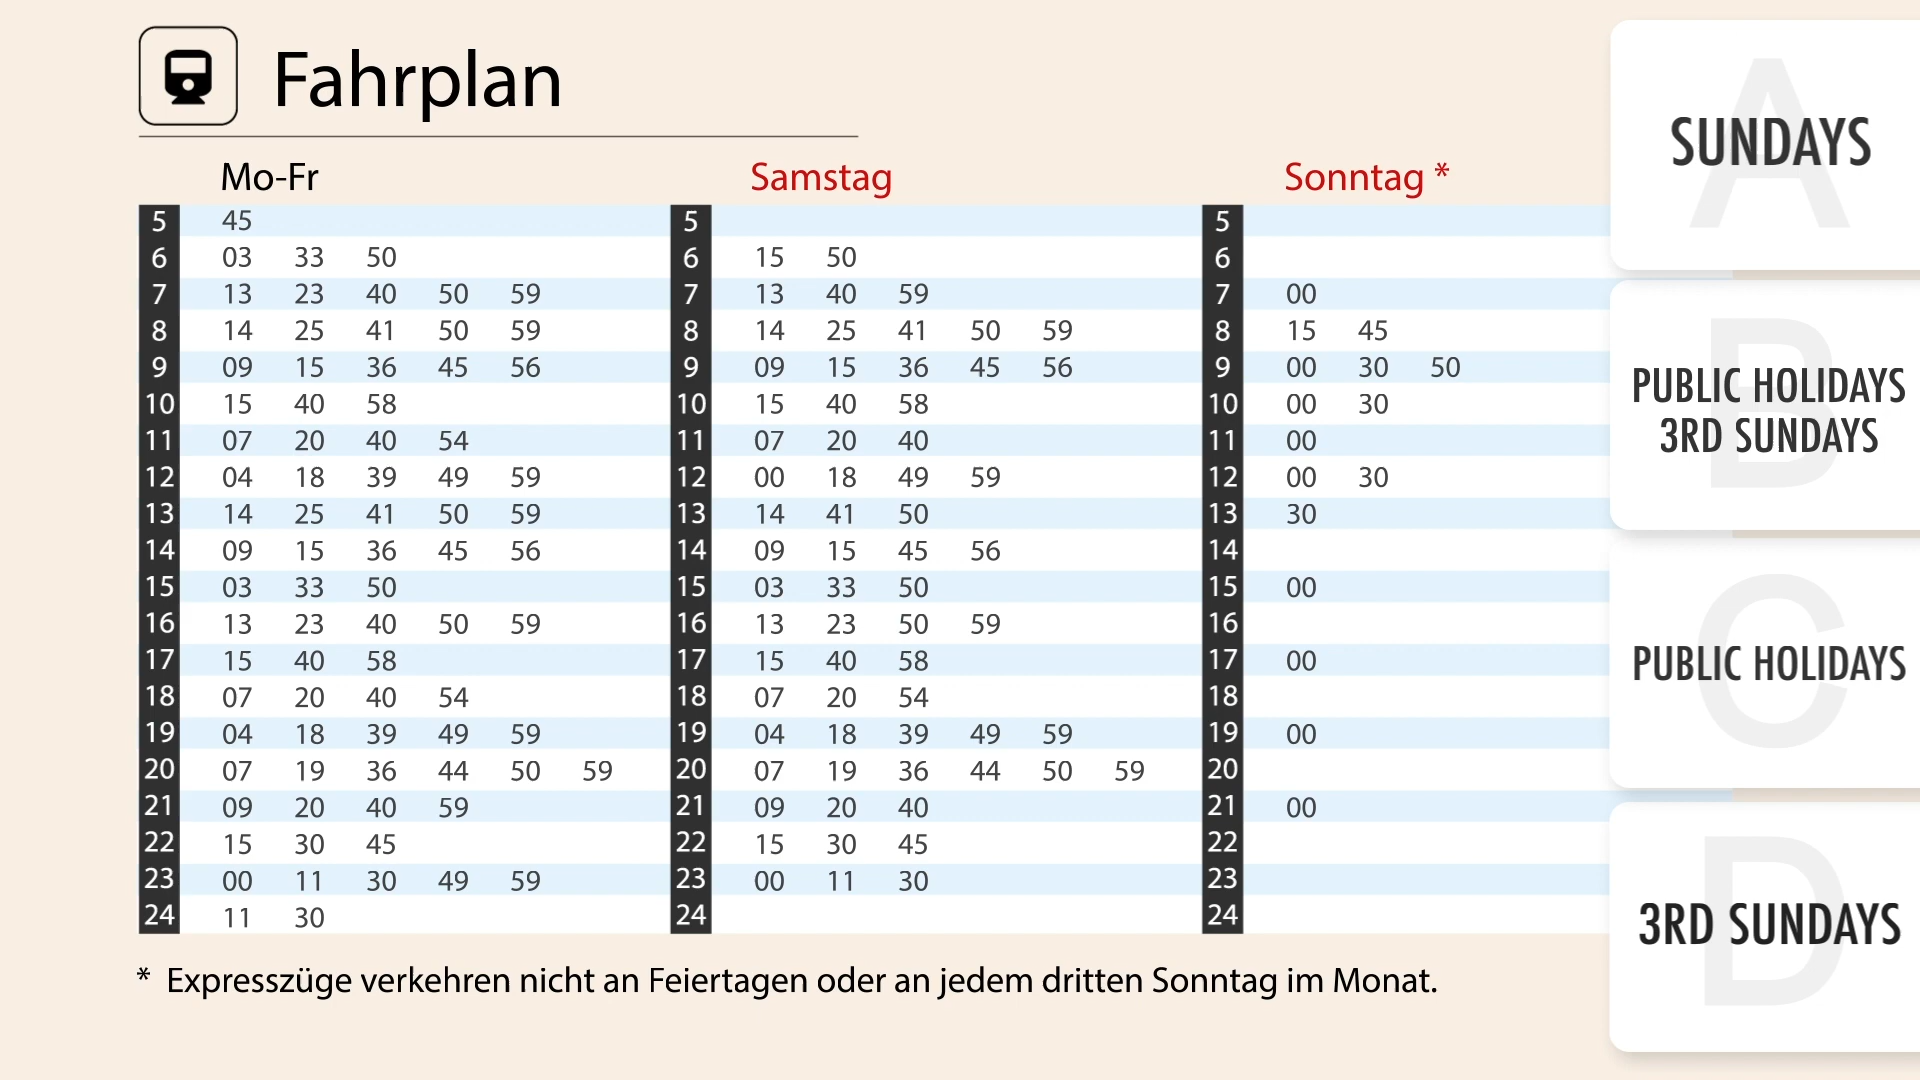 Fahrplan
Mo-Fr
5 45
6 03 33 50
7 13 23 40 50 59
8 14 25 41 50 59
9 09 15 36 45 56
10 15 40 58
11 07 20 40 54
12 04 18 39 49 59
13 14 25 41 50 59
14 09 15 36 45 56
15 03 33 50
16 13 23 40 50 59
17 15 40 58
18 07 20 40 54
19 04 18 39 49 59
20 07 19 36 44 50 59
21 09 20 40 59
22 15 30 45
23 00 11 30 49 59
24 11 30
Samstag
5
6 15 50
7 13 40 59
8 14 25 41 50 59
9 09 15 36 45 56
10 15 40 58
11 07 20 40
12 00 18 49 59
13 14 41 50
14 09 15 45 56
15 03 33 50
16 13 23 50 59
17 15 40 58
18 07 20 54
19 04 18 39 49 59
20 07 19 36 44 50 59
21 09 20 40
22 15 30 45
23 00 11 30
24
Sonntag *
5
6
7 00
8 15 45
9 00 30 50
10 00 30
11 00
12 00 30
13 30
14
15 00
16
17 00
18
19 00
20
21 00
22
23
24
* Expresszüge verkehren nicht an Feiertagen oder an jedem dritten Sonntag im Monat.
A
SUNDAYS
B
PUBLIC HOLIDAYS
3RD SUNDAYS
C
PUBLIC HOLIDAYS
D
3RD SUNDAYS